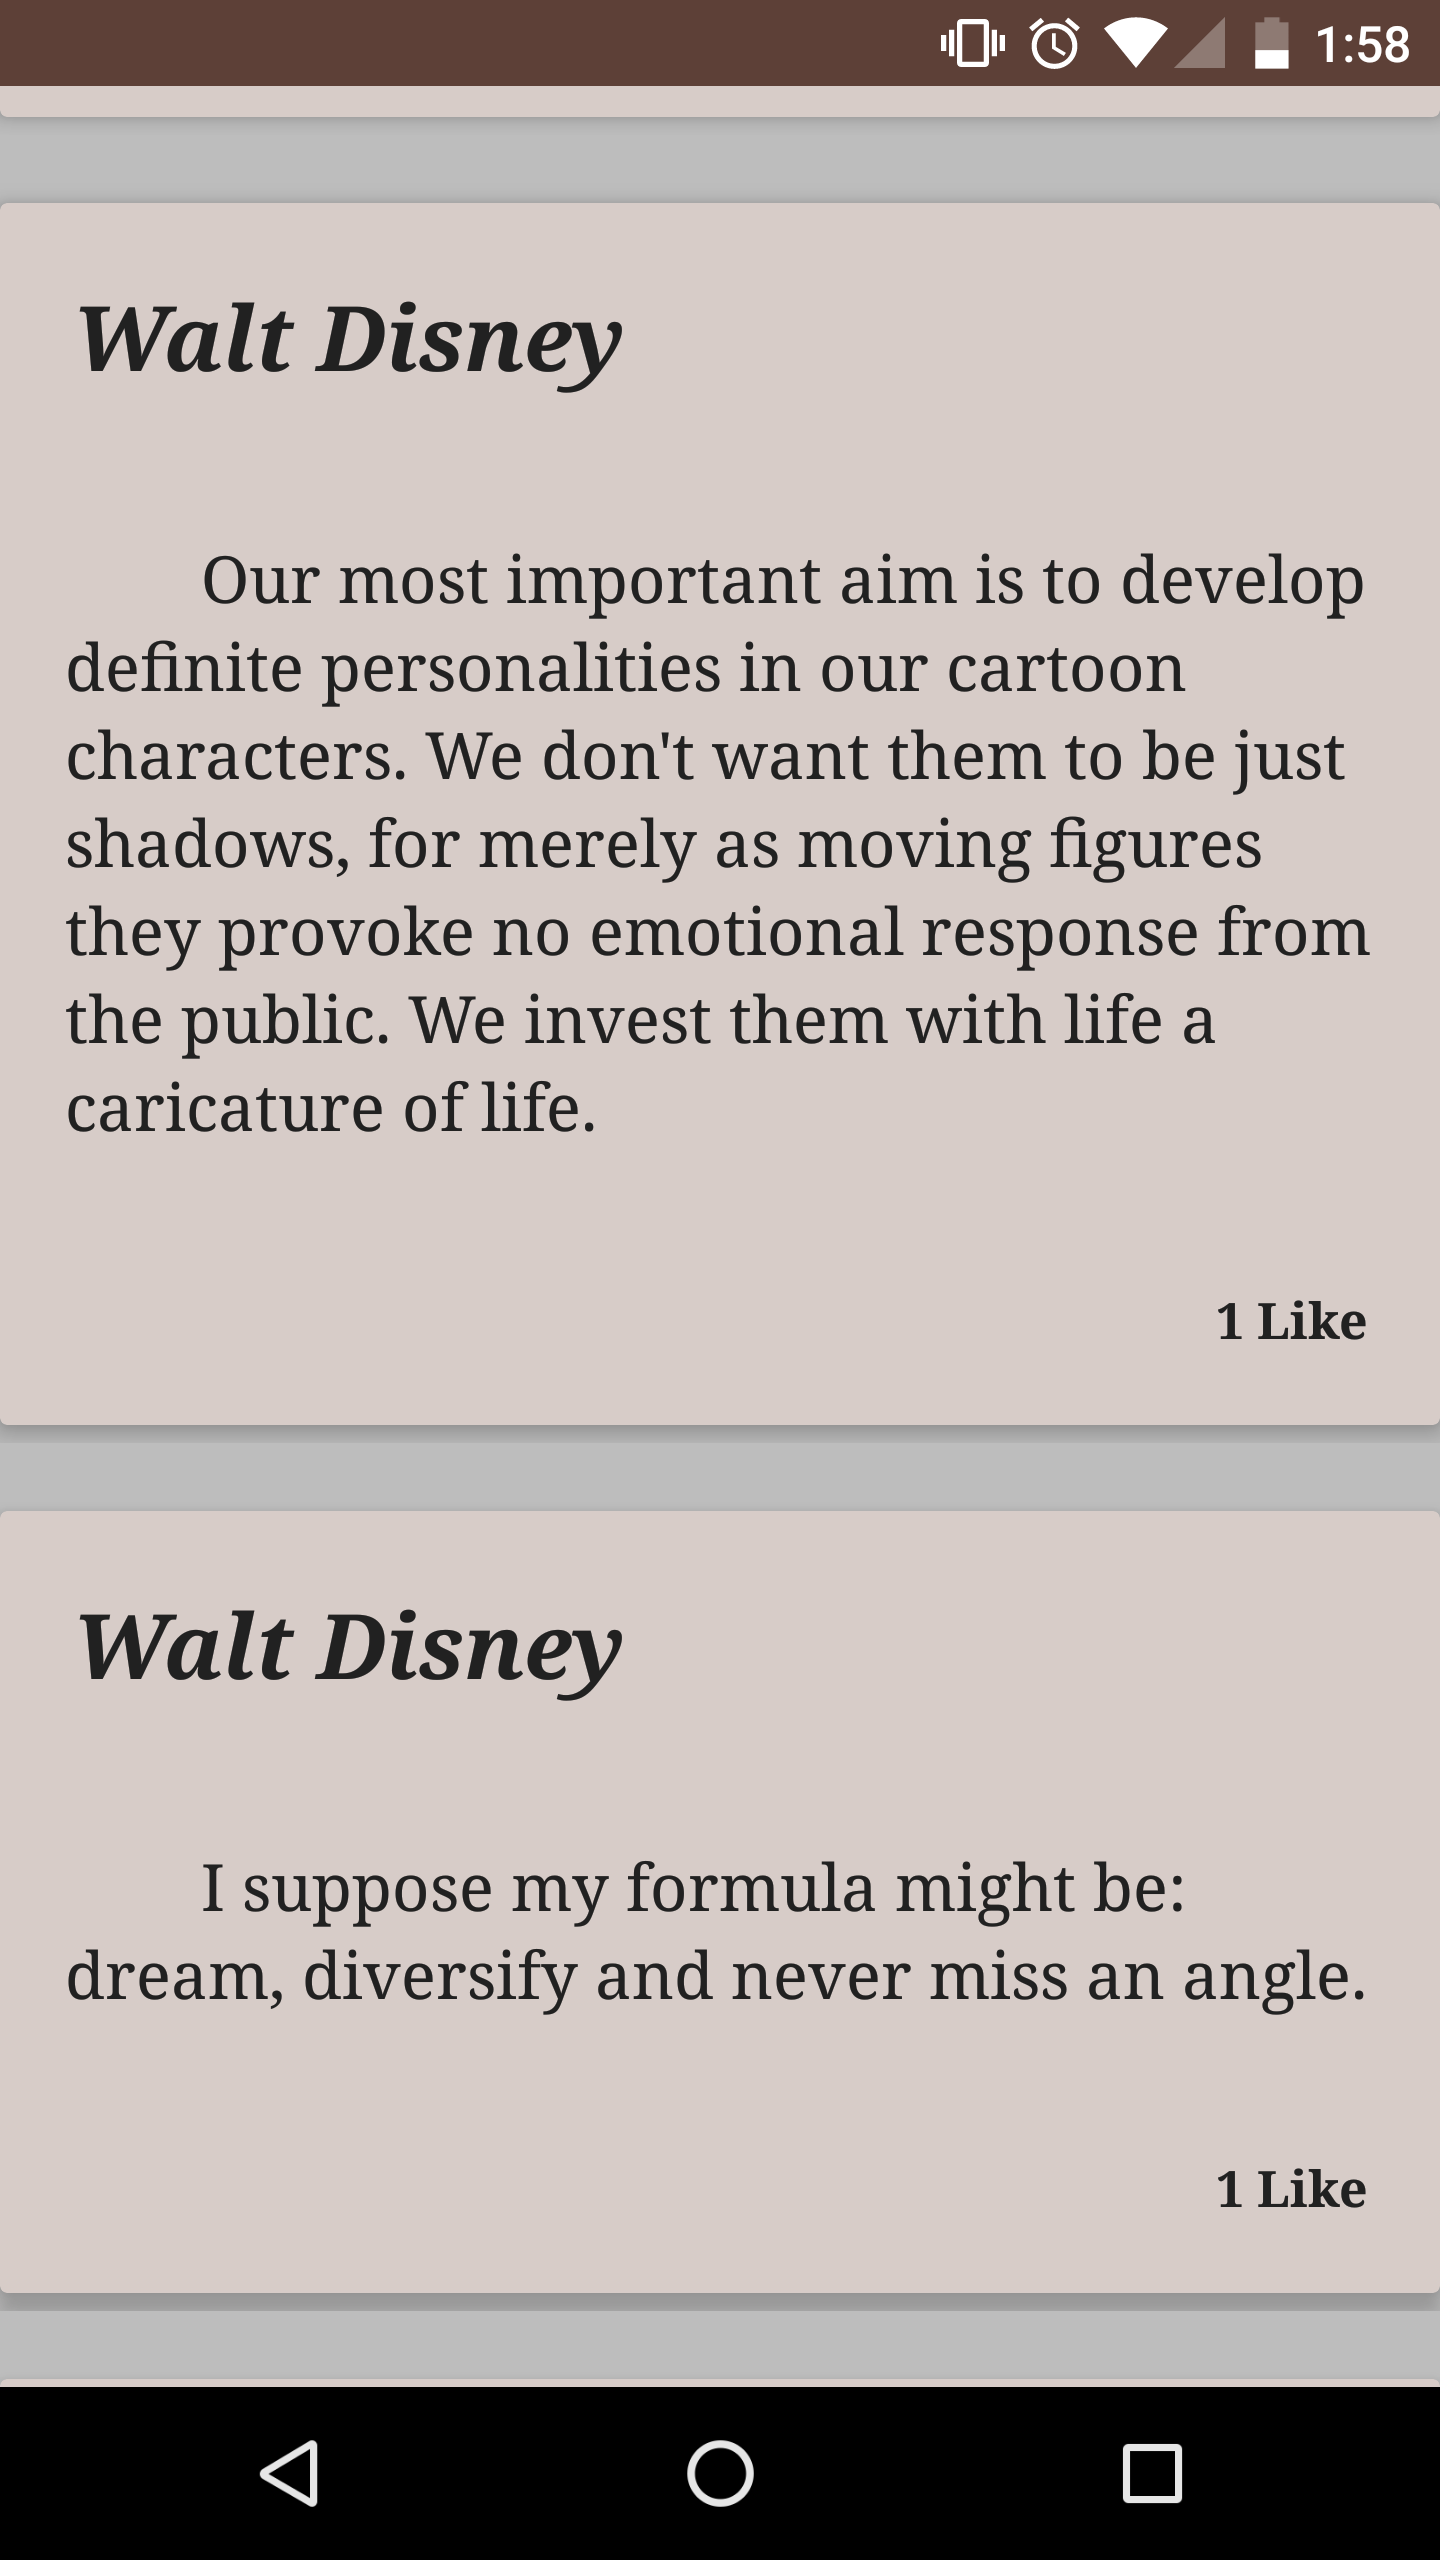 1:58
Walt Disney
Our most important aim is to develop
definite personalities in our cartoon
characters. We don't want them to be just
shadows, for merely as moving figures
they provoke no emotional response from
the public. We invest them with life a
caricature of life.
1 Like
Walt Disney
I suppose my formula might be:
dream, diversify and never miss an angle.
1 Like